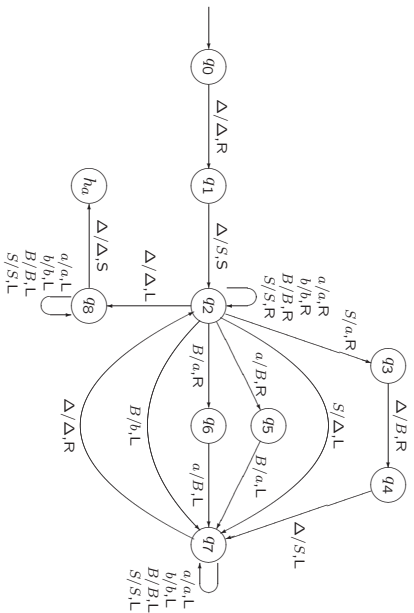 q0
Δ/Δ,R
q1
Δ/S,S
q2
a/a,R
b/b,R
B/B,R
S/S,R
S/a,R
q3
Δ/B,R
q4
Δ/S,L
S/Δ,L
a/B,R
q5
B/a,L
B/a,R
q6
a/B,L
B/b,L
Δ/Δ,R
q7
a/a,L
b/b,L
B/B,L
S/S,L
Δ/Δ,L
q8
a/a,L
b/b,L
B/B,L
S/S,L
Δ/Δ,S
ha